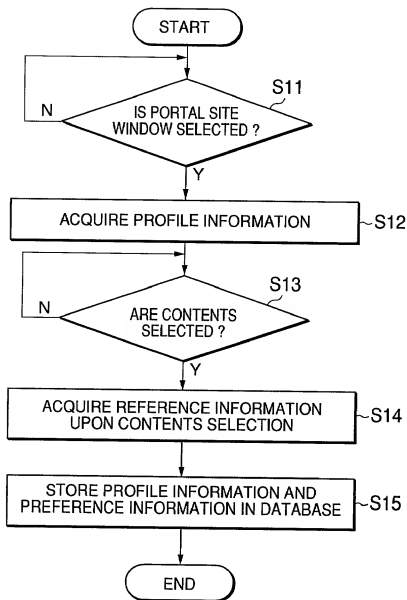 START
S11
N
IS PORTAL SITE
WINDOW SELECTED ?
Y
ACQUIRE PROFILE INFORMATION
S12
S13
N
ARE CONTENTS
SELECTED ?
Y
ACQUIRE REFERENCE INFORMATION
UPON CONTENTS SELECTION
S14
STORE PROFILE INFORMATION AND
PREFERENCE INFORMATION IN DATABASE
S15
END